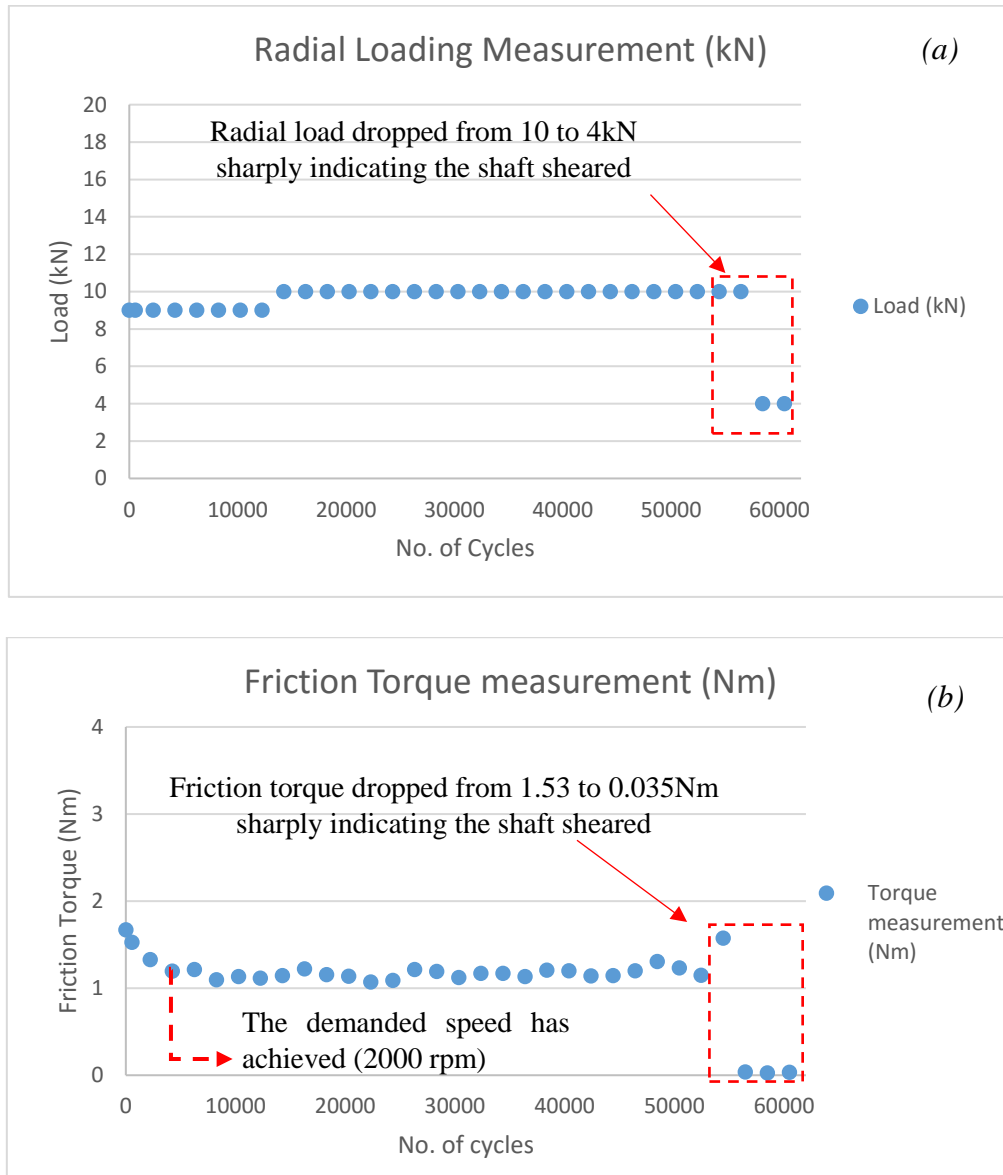 Radial Loading Measurement (kN)
(a)
20
18
16
14
12
10
8
6
4
2
0
Load (kN)
Radial load dropped from 10 to 4kN
sharply indicating the shaft sheared
Load (kN)
0 10000 20000 30000 40000 50000 60000
No. of Cycles
Friction Torque measurement (Nm)
(b)
4
3
2
1
0
Friction Torque (Nm)
Friction torque dropped from 1.53 to 0.035Nm
sharply indicating the shaft sheared
Torque
measurement
(Nm)
The demanded speed has
achieved (2000 rpm)
0 10000 20000 30000 40000 50000 60000
No. of cycles